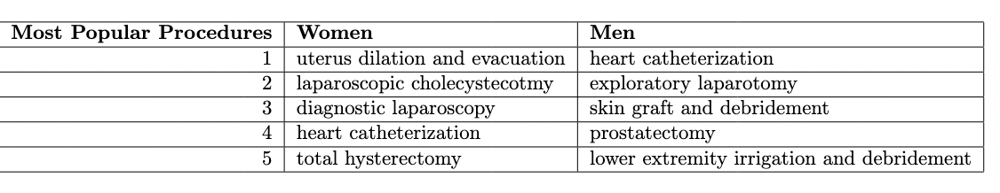 Most Popular Procedures Women Men
1 uterus dilation and evacuation heart catheterization
2 laparoscopic cholecystecotmy exploratory laparotomy
3 diagnostic laparoscopy skin graft and debridement
4 heart catheterization prostatectomy
5 total hysterectomy lower extremity irrigation and debridement